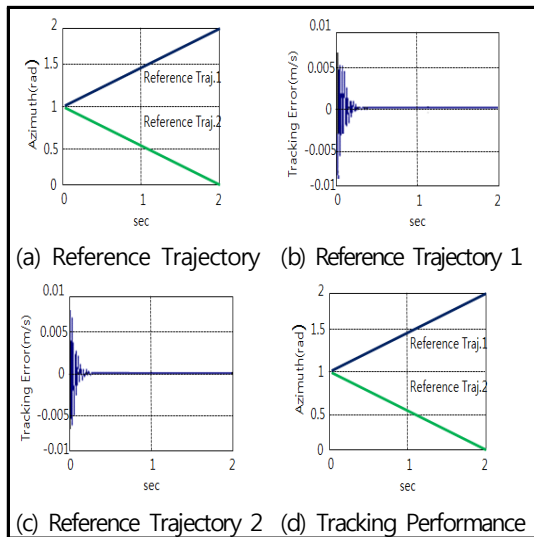 2
1.5
1
0.5
0
Azimuth(rad)
Reference Traj.1
Reference Traj.2
0 1 2
sec
(a) Reference Trajectory
0.01
0.005
0
-0.005
-0.01
Tracking Error(m/s)
0 1 2
sec
(b) Reference Trajectory 1
0.01
0.005
0
-0.005
-0.01
Tracking Error(m/s)
0 1 2
sec
(c) Reference Trajectory 2
2
1.5
1
0.5
0
Azimuth(rad)
Reference Traj.1
Reference Traj.2
0 1 2
sec
(d) Tracking Performance